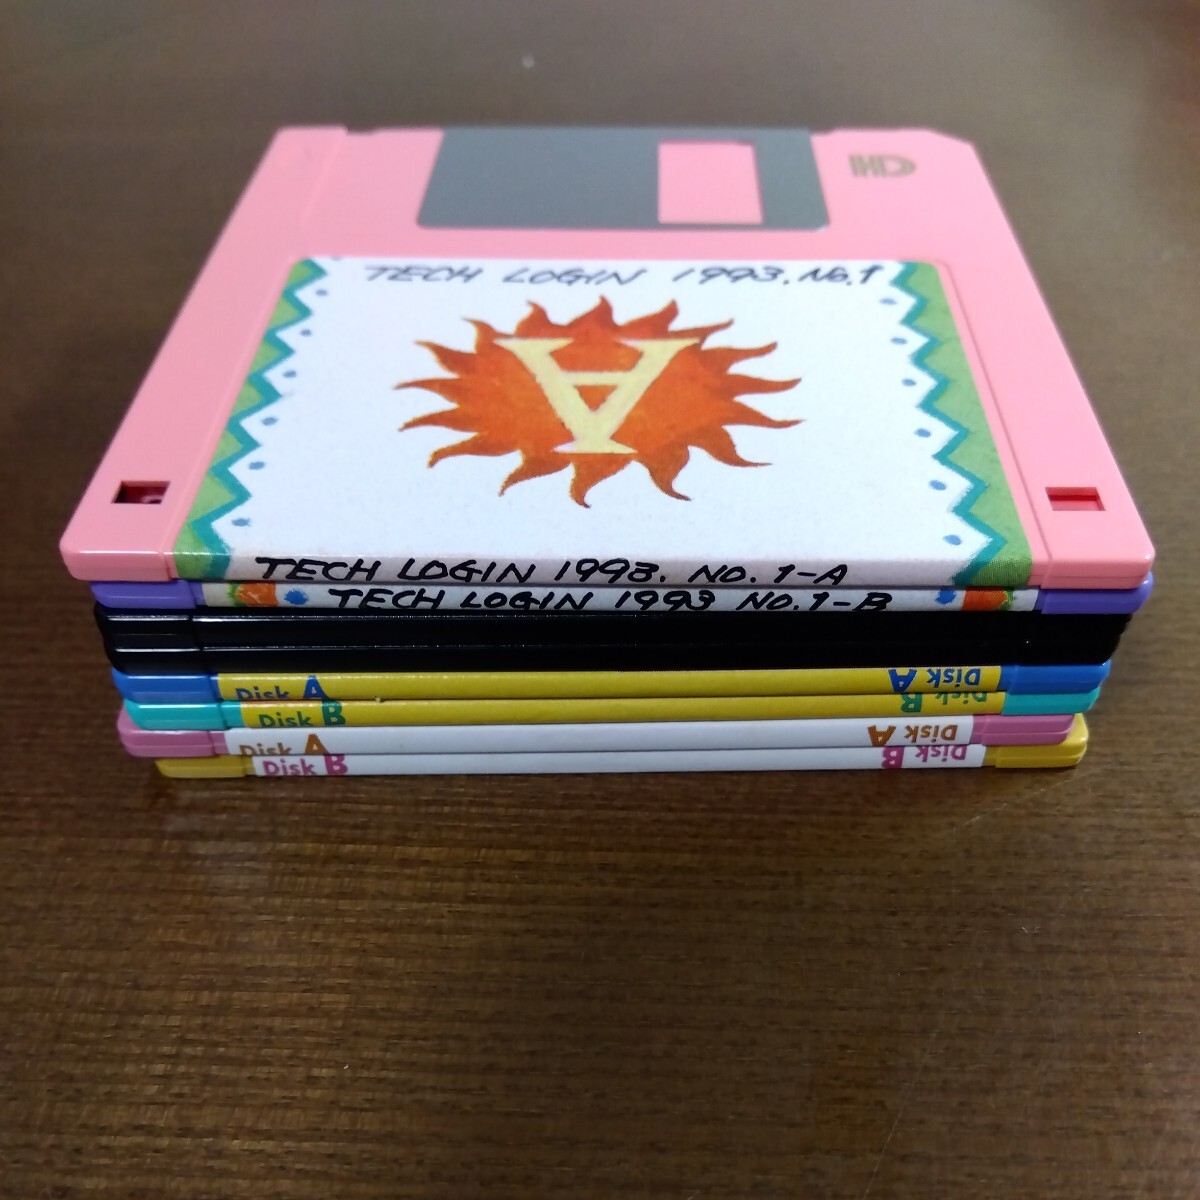 HD
TECH LOGIN 1993. No.1
A
TECH LOGIN 1993. NO.1-A
TECH LOGIN 1993 NO.1-B
Disk A Disk A
Disk B Disk B
Disk A Disk A
Disk B Disk B